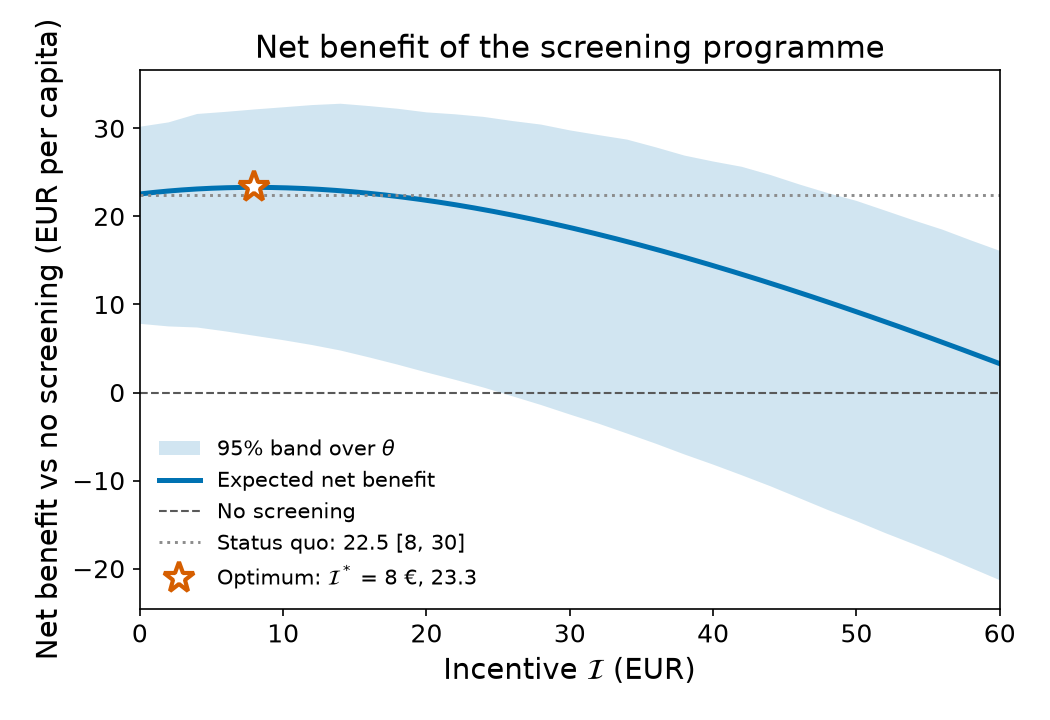 Net benefit of the screening programme
Net benefit vs no screening (EUR per capita)
30
20
10
0
−10
−20
95% band over θ
Expected net benefit
No screening
Status quo: 22.5 [8, 30]
Optimum: ℐ* = 8 €, 23.3
0 10 20 30 40 50 60
Incentive ℐ (EUR)